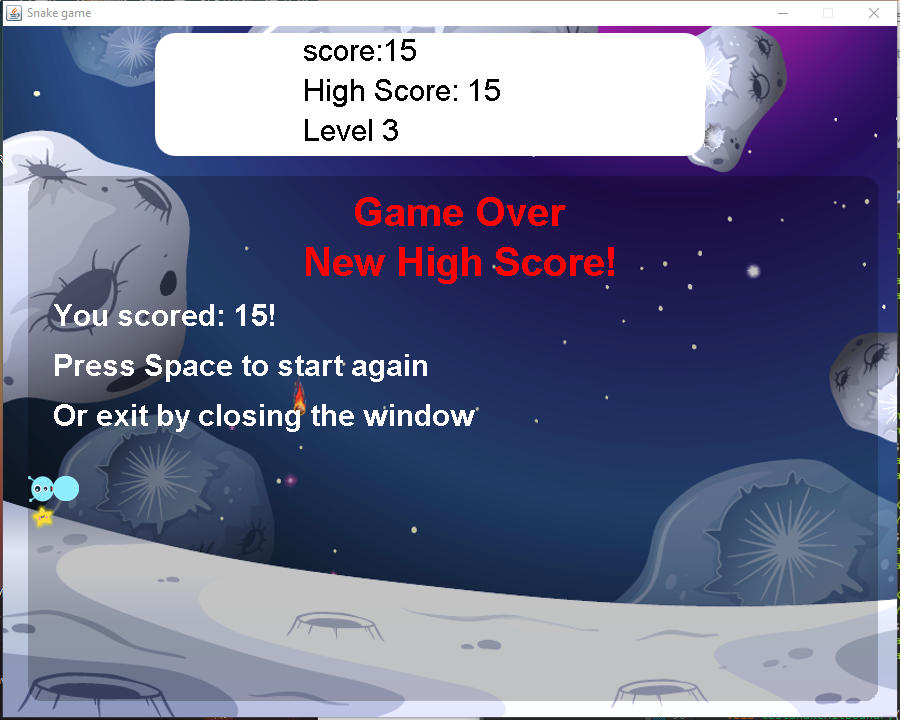 Snake game
score:15
High Score: 15
Level 3
Game Over
New High Score!
You scored: 15!
Press Space to start again
Or exit by closing the window